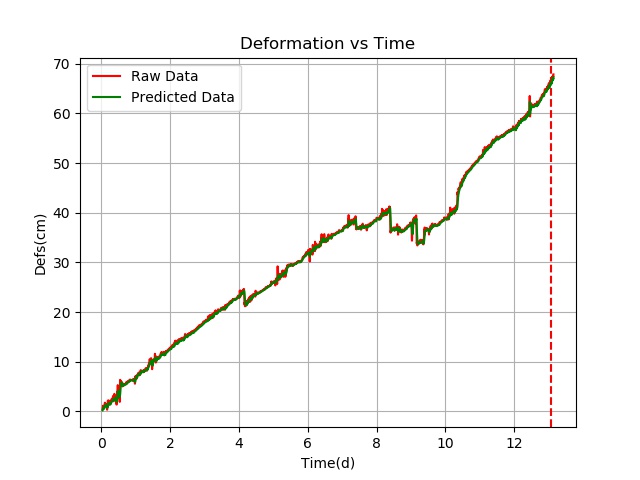 Deformation vs Time
Raw Data
Predicted Data
70
60
50
40
30
20
10
0
Defs(cm)
0 2 4 6 8 10 12
Time(d)